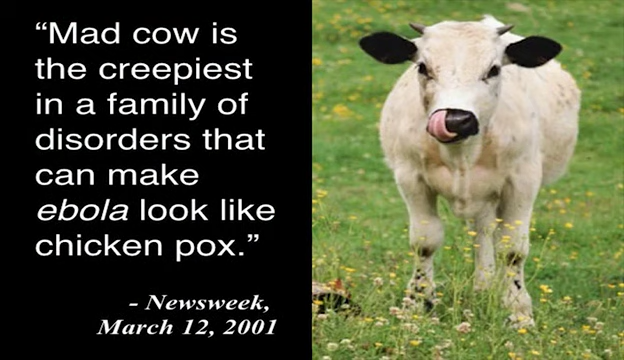 “Mad cow is
the creepiest
in a family of
disorders that
can make
ebola look like
chicken pox.”
- Newsweek,
March 12, 2001